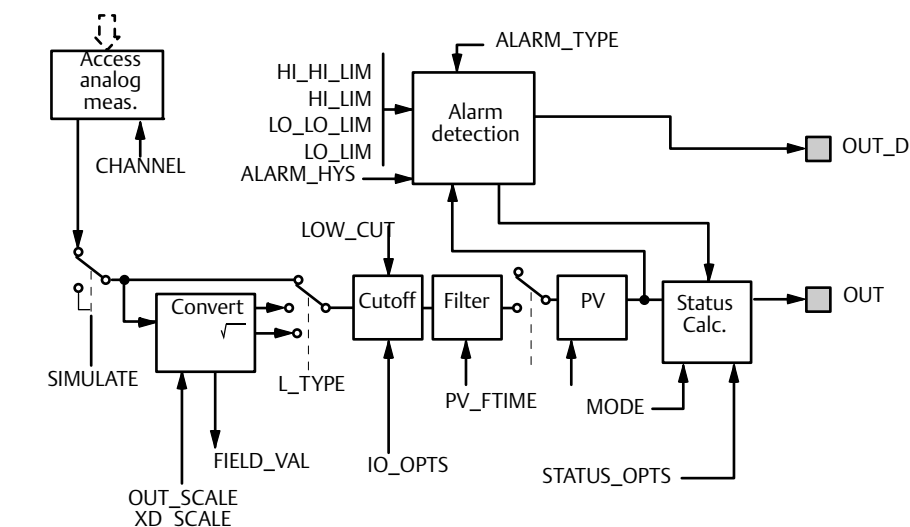 Access
analog
meas.
CHANNEL
ALARM_TYPE
HI_HI_LIM
HI_LIM
LO_LO_LIM
LO_LIM
ALARM_HYS
Alarm
detection
OUT_D
LOW_CUT
Convert
√
Cutoff
Filter
PV
Status
Calc.
OUT
SIMULATE
L_TYPE
PV_FTIME
MODE
FIELD_VAL
IO_OPTS
STATUS_OPTS
OUT_SCALE
XD_SCALE